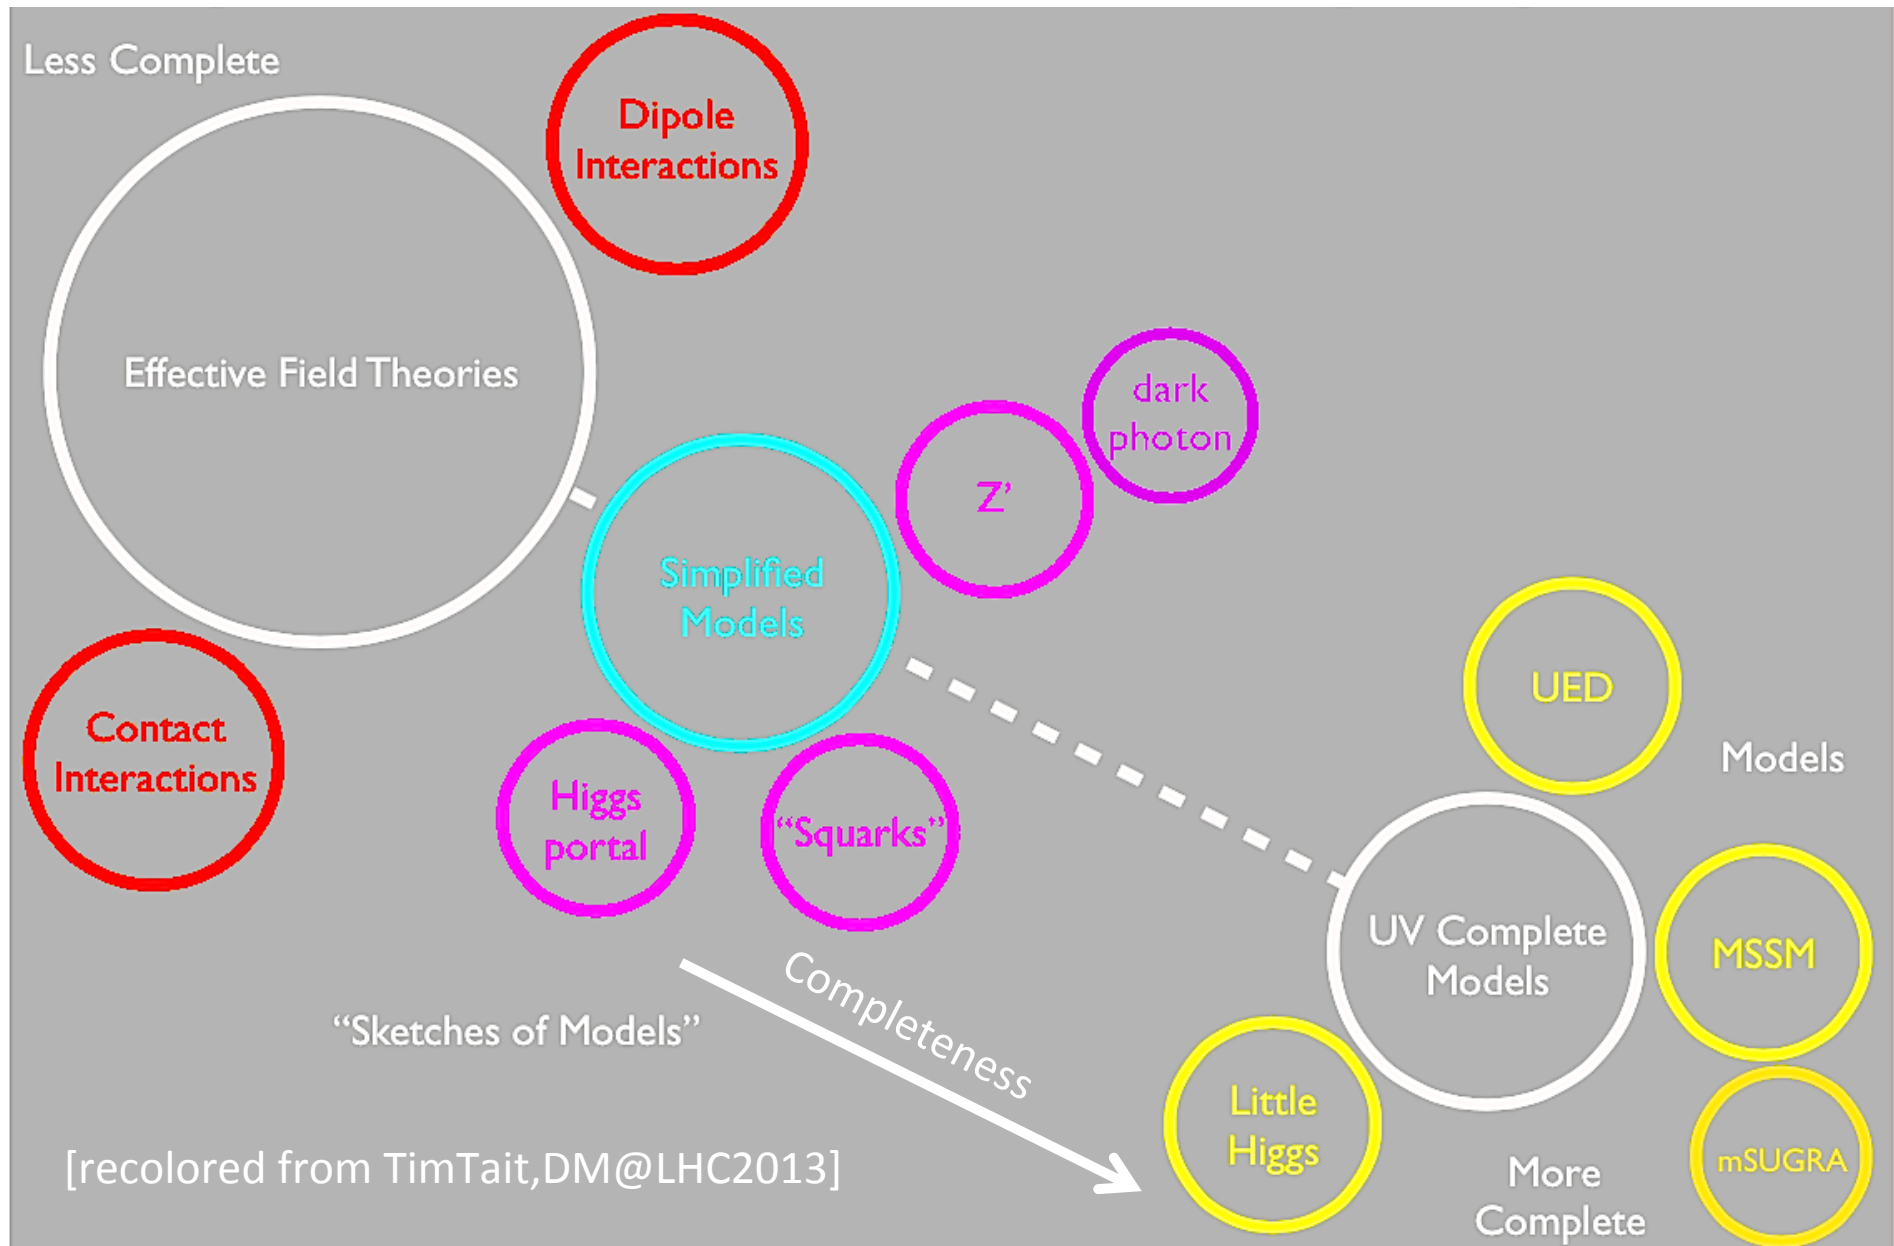 Less Complete
Dipole
Interactions
Effective Field Theories
dark
photon
Z’
Simplified
Models
UED
Contact
Interactions
Models
Higgs
portal
“Squarks”
UV Complete
Models
MSSM
Completeness
“Sketches of Models”
Little
Higgs
[recolored from TimTait,DM@LHC2013]
More
Complete
mSUGRA